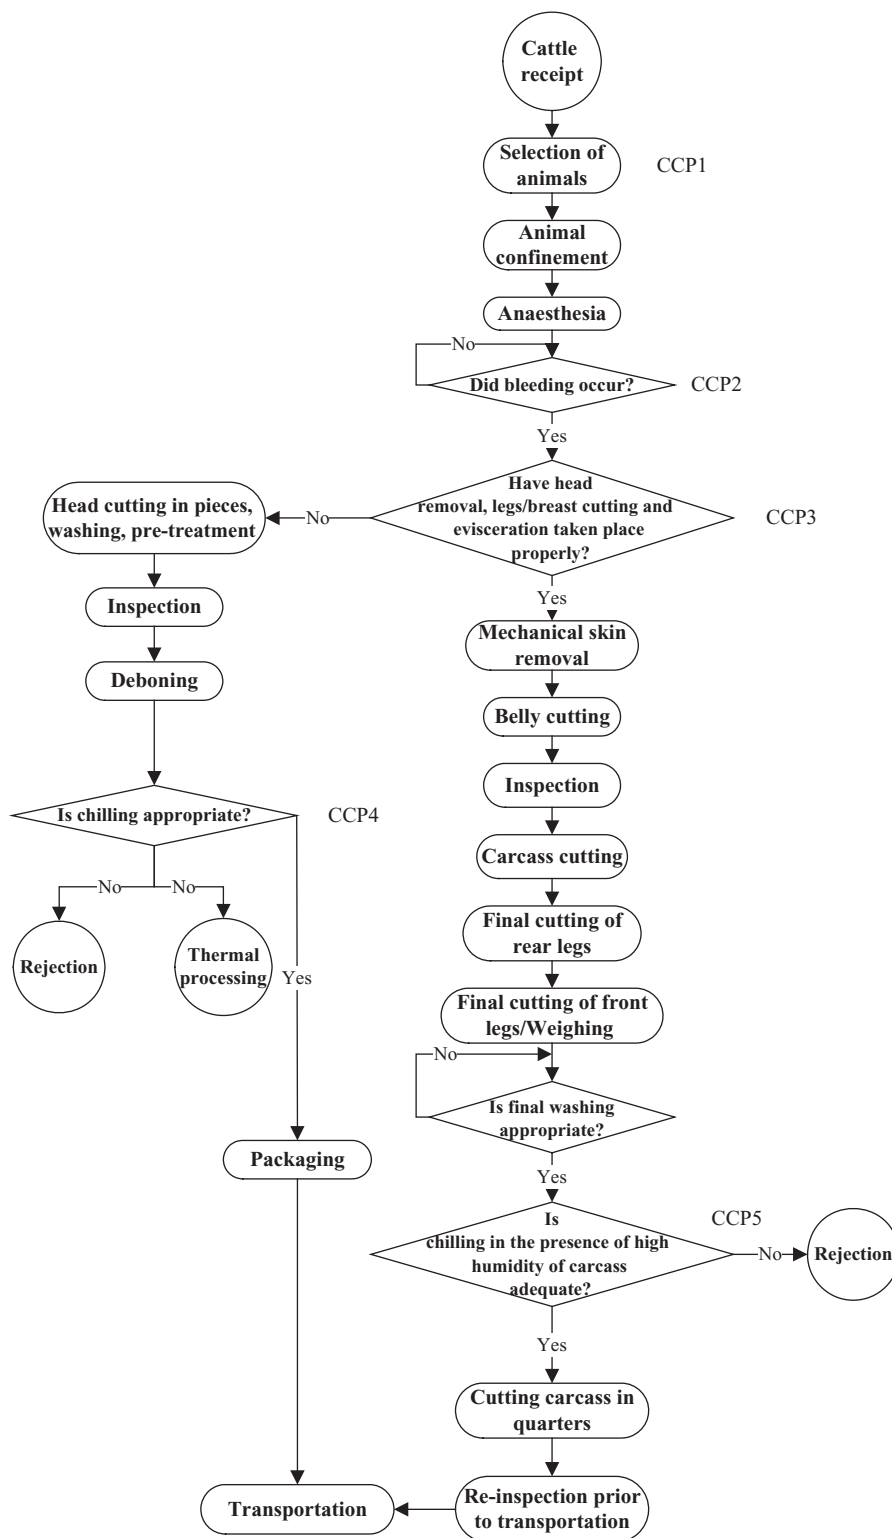 Cattle
receipt
Selection of
animals
CCP1
Animal
confinement
Anaesthesia
No
Did bleeding occur?
CCP2
Yes
Have head
removal, legs/breast cutting and
evisceration taken place
properly?
CCP3
No
Head cutting in pieces,
washing, pre-treatment
Inspection
Deboning
Is chilling appropriate?
CCP4
No
No
Rejection
Thermal
processing
Yes
Packaging
Yes
Mechanical skin
removal
Belly cutting
Inspection
Carcass cutting
Final cutting of
rear legs
Final cutting of front
legs/Weighing
No
Is final washing
appropriate?
Yes
CCP5
Is
chilling in the presence of high
humidity of carcass
adequate?
No
Rejection
Yes
Cutting carcass in
quarters
Re-inspection prior
to transportation
Transportation